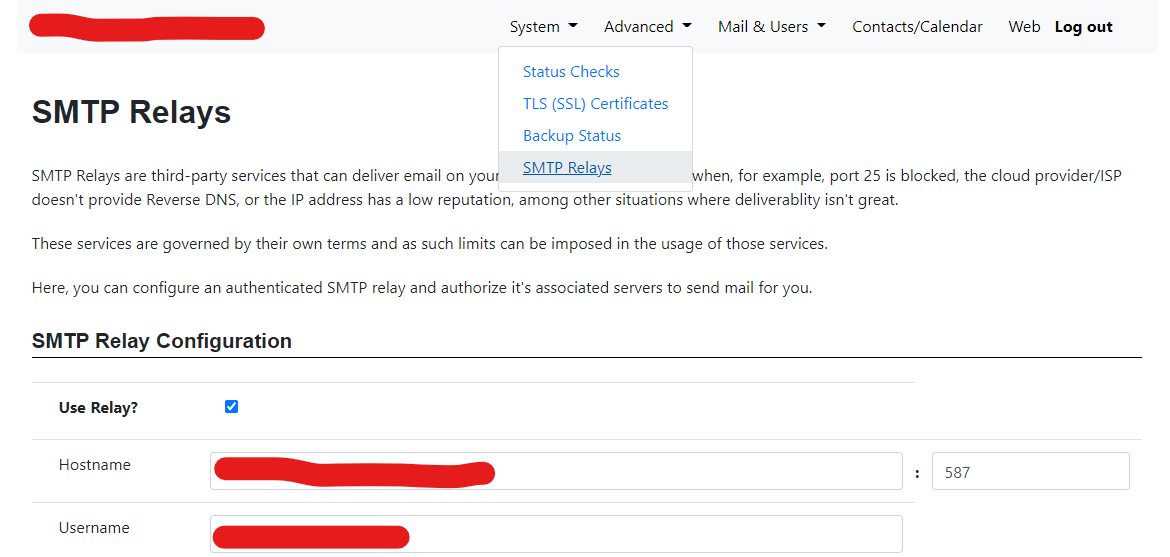 System Advanced Mail & Users Contacts/Calendar Web Log out
Status Checks
TLS (SSL) Certificates
Backup Status
SMTP Relays
SMTP Relays
SMTP Relays are third-party services that can deliver email on your when, for example, port 25 is blocked, the cloud provider/ISP
doesn't provide Reverse DNS, or the IP address has a low reputation, among other situations where deliverablity isn't great.
These services are governed by their own terms and as such limits can be imposed in the usage of those services.
Here, you can configure an authenticated SMTP relay and authorize it's associated servers to send mail for you.
SMTP Relay Configuration
Use Relay?
Hostname : 587
Username